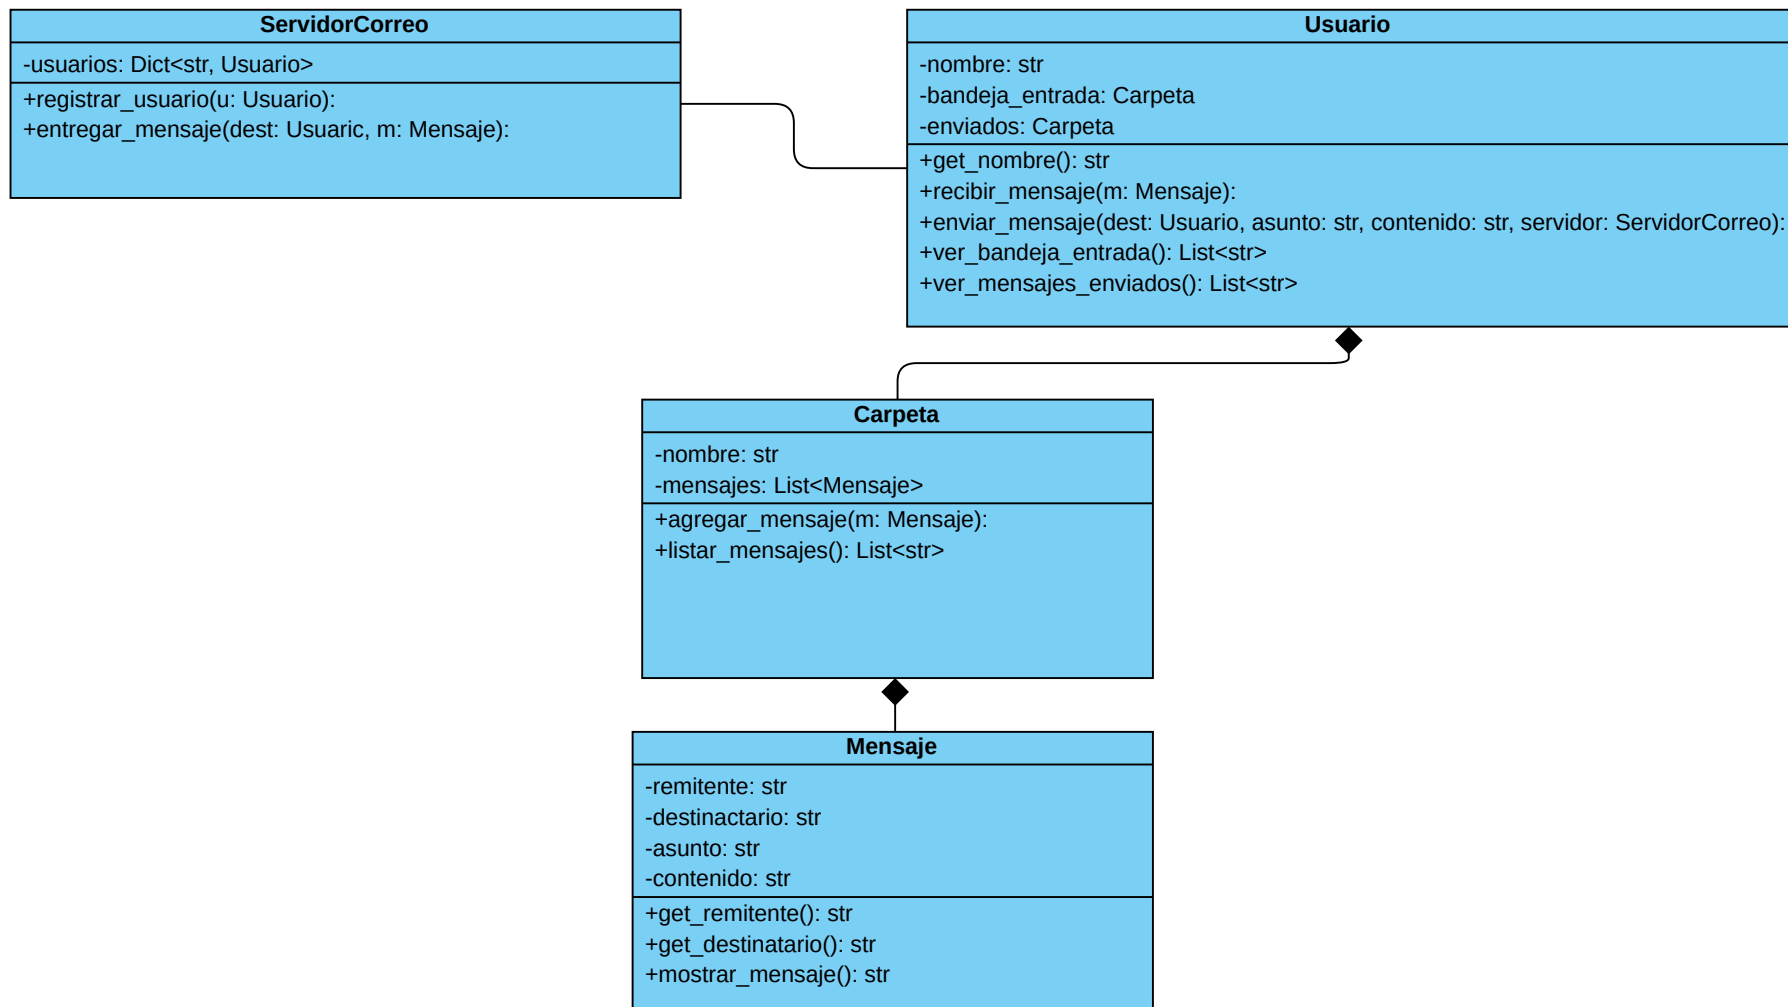 ServidorCorreo
-usuarios: Dict<str, Usuario>
+registrar_usuario(u: Usuario):
+entregar_mensaje(dest: Usuaric, m: Mensaje):
Usuario
-nombre: str
-bandeja_entrada: Carpeta
-enviados: Carpeta
+get_nombre(): str
+recibir_mensaje(m: Mensaje):
+enviar_mensaje(dest: Usuario, asunto: str, contenido: str, servidor: ServidorCorreo):
+ver_bandeja_entrada(): List<str>
+ver_mensajes_enviados(): List<str>
Carpeta
-nombre: str
-mensajes: List<Mensaje>
+agregar_mensaje(m: Mensaje):
+listar_mensajes(): List<str>
Mensaje
-remitente: str
-destinactario: str
-asunto: str
-contenido: str
+get_remitente(): str
+get_destinatario(): str
+mostrar_mensaje(): str